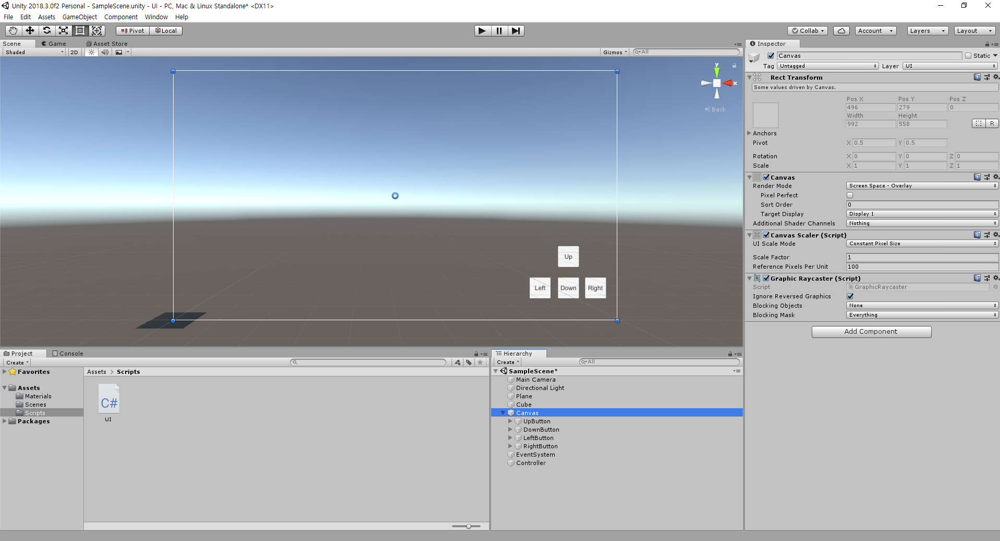 Unity 2018.3.0f2 Personal - SampleScene.unity - UI - PC, Mac & Linux Standalone* <DX11>
File Edit Assets GameObject Component Window Help
Pivot Local Collab Account Layers Layout
Scene Game Asset Store
Shaded 2D Gizmos All
y
x
Back
Up
Left Down Right
Inspector
Canvas Static
Tag Untagged Layer UI
Rect Transform
Some values driven by Canvas.
Pos X Pos Y Pos Z
496 279 0
Width Height
992 558 R
Anchors
Pivot X 0.5 Y 0.5
Rotation X 0 Y 0 Z 0
Scale X 1 Y 1 Z 1
Canvas
Render Mode Screen Space - Overlay
Pixel Perfect
Sort Order 0
Target Display Display 1
Additional Shader Channels Nothing
Canvas Scaler (Script)
UI Scale Mode Constant Pixel Size
Scale Factor 1
Reference Pixels Per Unit 100
Graphic Raycaster (Script)
Script GraphicRaycaster
Ignore Reversed Graphics
Blocking Objects None
Blocking Mask Everything
Add Component
Project Console
Create
Favorites
Assets
Materials
Scenes
Scripts
Packages
Assets > Scripts
C#
UI
Hierarchy
Create All
SampleScene*
Main Camera
Directional Light
Plane
Cube
Canvas
UpButton
DownButton
LeftButton
RightButton
EventSystem
Controller